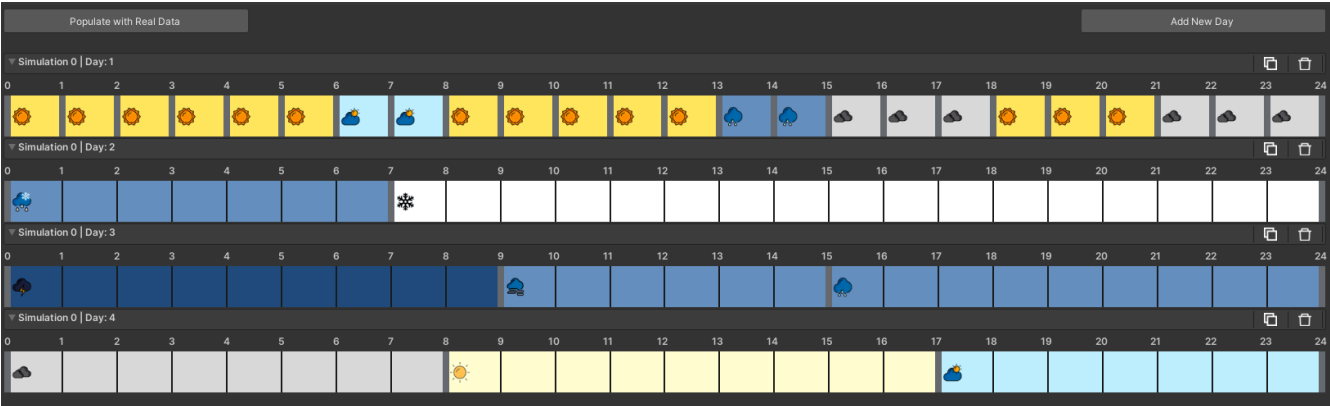 Populate with Real Data Add New Day
Simulation 0 | Day: 1
0 1 2 3 4 5 6 7 8 9 10 11 12 13 14 15 16 17 18 19 20 21 22 23 24
Simulation 0 | Day: 2
0 1 2 3 4 5 6 7 8 9 10 11 12 13 14 15 16 17 18 19 20 21 22 23 24
Simulation 0 | Day: 3
0 1 2 3 4 5 6 7 8 9 10 11 12 13 14 15 16 17 18 19 20 21 22 23 24
Simulation 0 | Day: 4
0 1 2 3 4 5 6 7 8 9 10 11 12 13 14 15 16 17 18 19 20 21 22 23 24